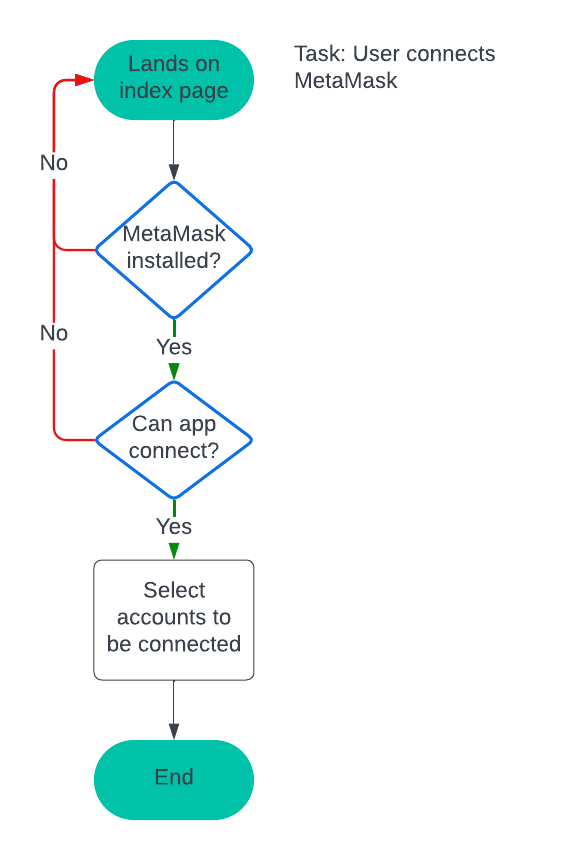 Lands on
index page
Task: User connects
MetaMask
No
MetaMask
installed?
No
Yes
Can app
connect?
Yes
Select
accounts to
be connected
End